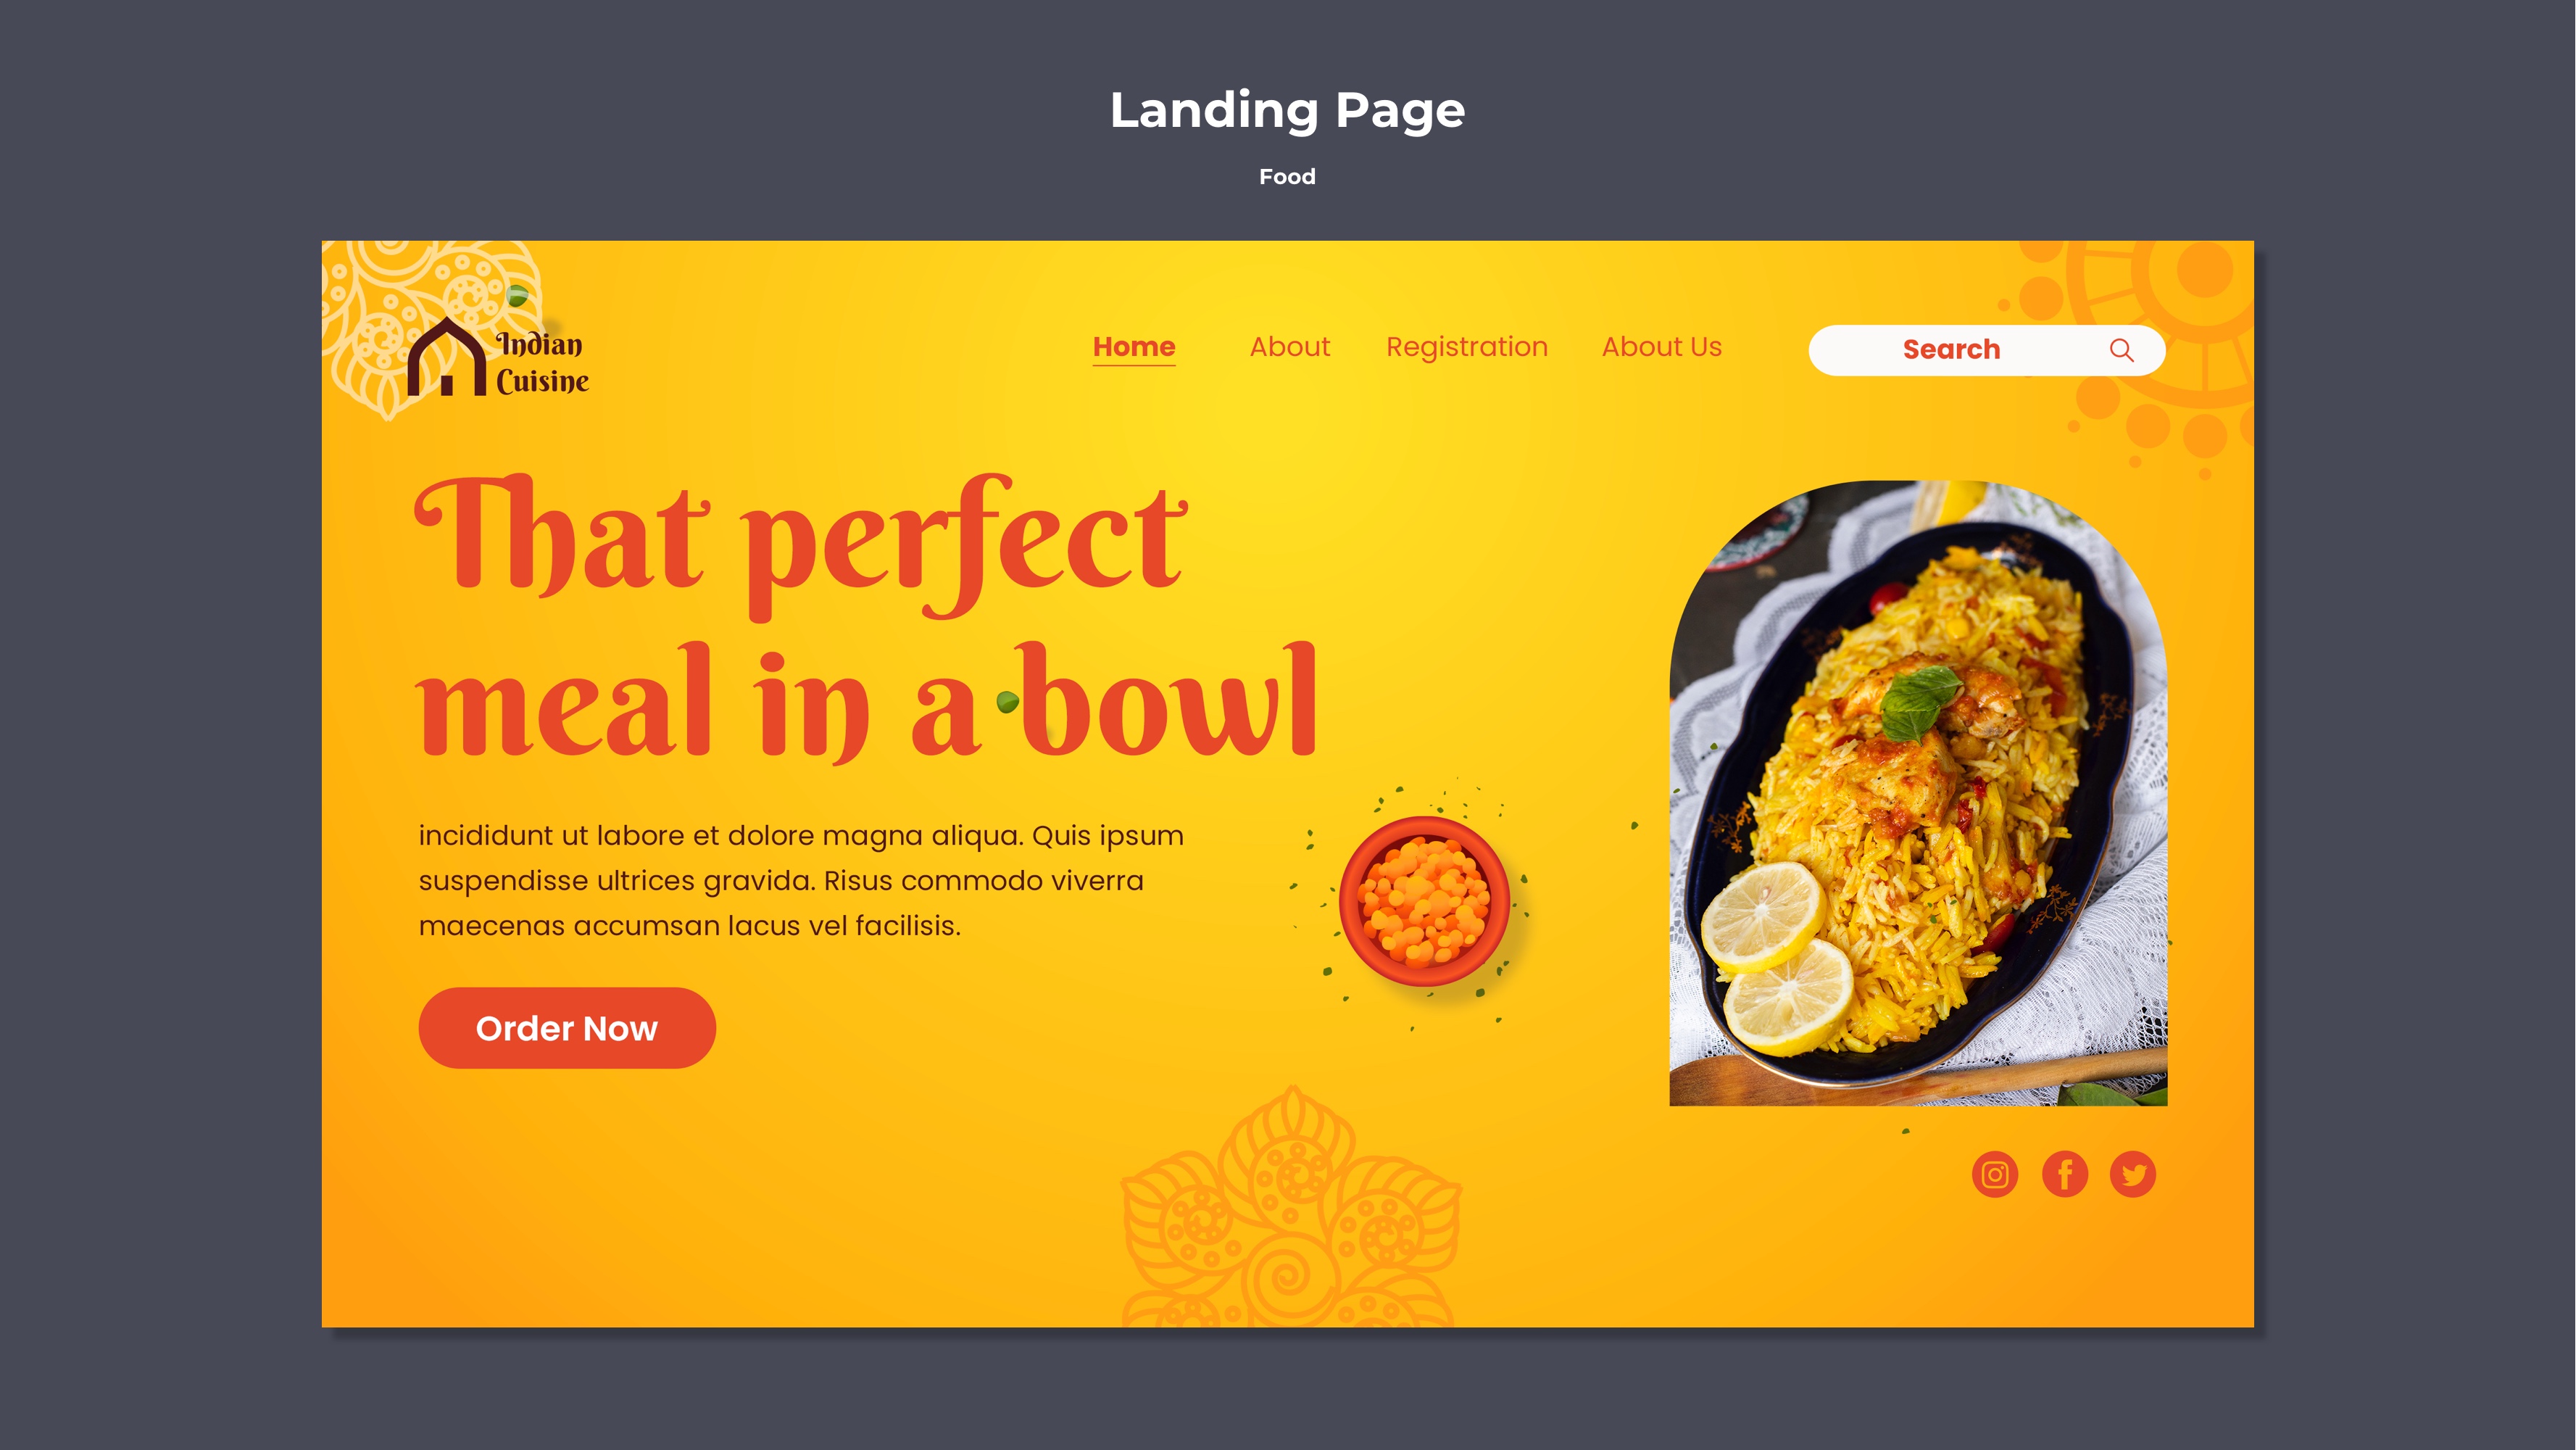 Landing Page
Food
Indian
Cuisine
Home About Registration About Us Search
That perfect
meal in a bowl
incididunt ut labore et dolore magna aliqua. Quis ipsum
suspendisse ultrices gravida. Risus commodo viverra
maecenas accumsan lacus vel facilisis.
Order Now